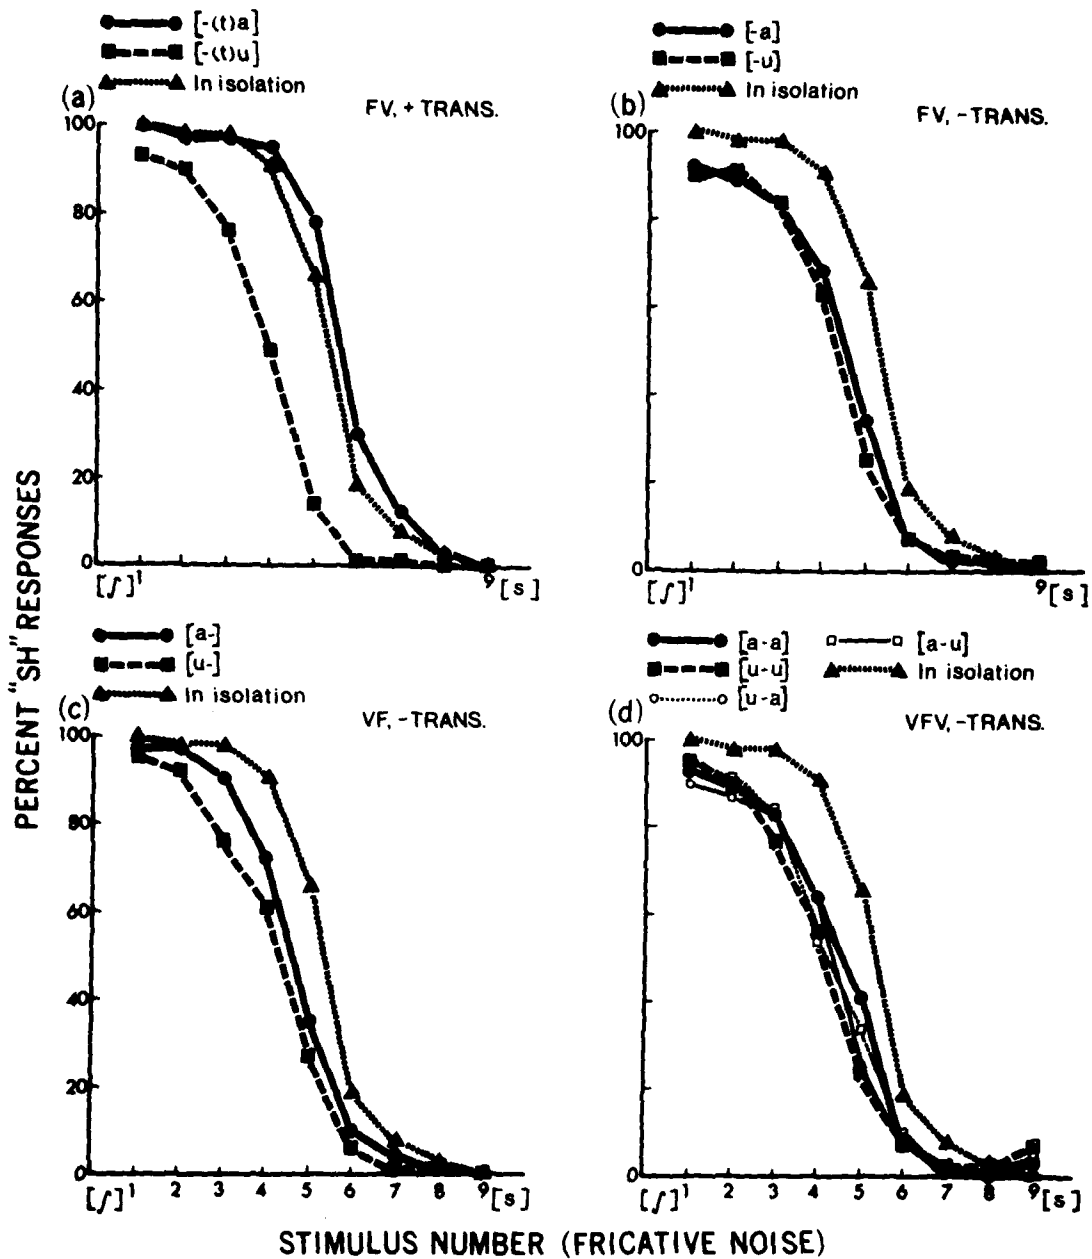 [-(t)a]
[-(t)u]
In isolation
(a)
FV, + TRANS.
100
80
60
40
20
0
[ʃ]1
9[s]
[-a]
[-u]
In isolation
(b)
FV, -TRANS.
100
0
[ʃ]1
9[s]
PERCENT "SH" RESPONSES
[a-]
[u-]
In isolation
(c)
VF, -TRANS.
100
80
60
40
20
0
[ʃ]1 2 3 4 5 6 7 8 9[s]
[a-a] [a-u]
[u-u] In isolation
[u-a]
(d)
VFV, -TRANS.
100
0
[ʃ]1 2 3 4 5 6 7 8 9[s]
STIMULUS NUMBER (FRICATIVE NOISE)